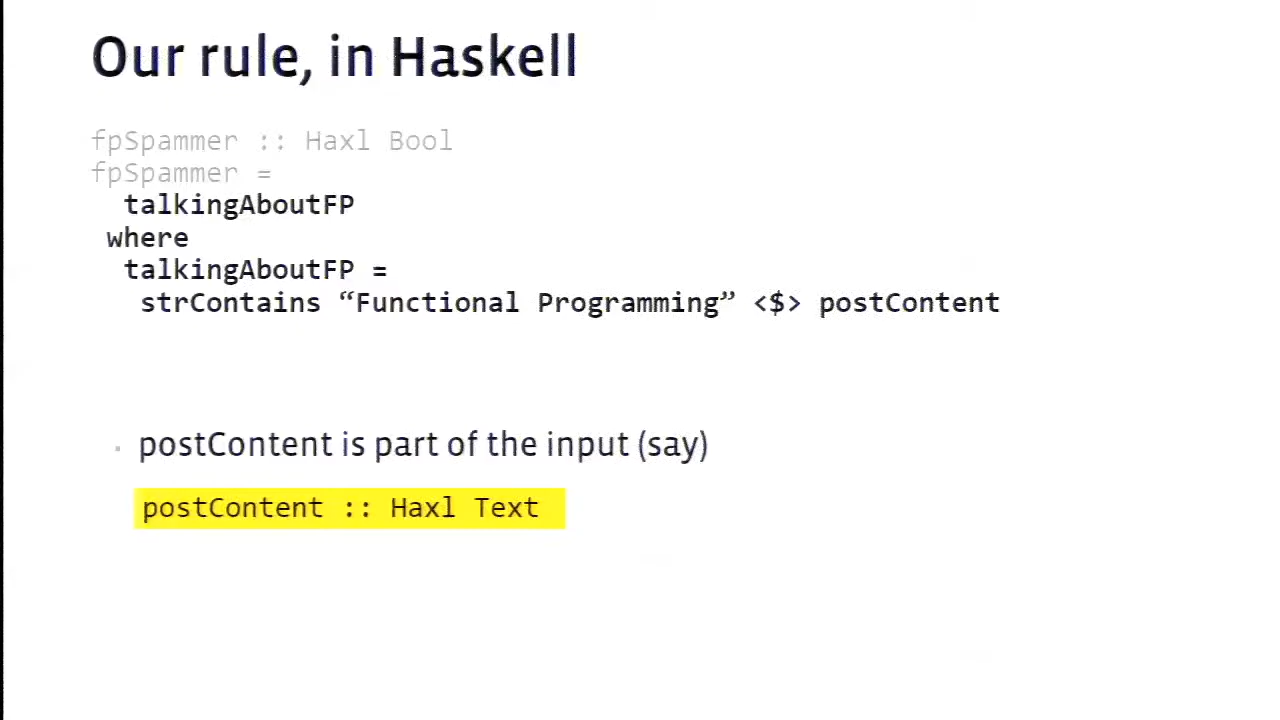 Our rule, in Haskell
fpSpammer :: Haxl Bool
fpSpammer =
talkingAboutFP
where
talkingAboutFP =
strContains “Functional Programming” <$> postContent
postContent is part of the input (say)
postContent :: Haxl Text